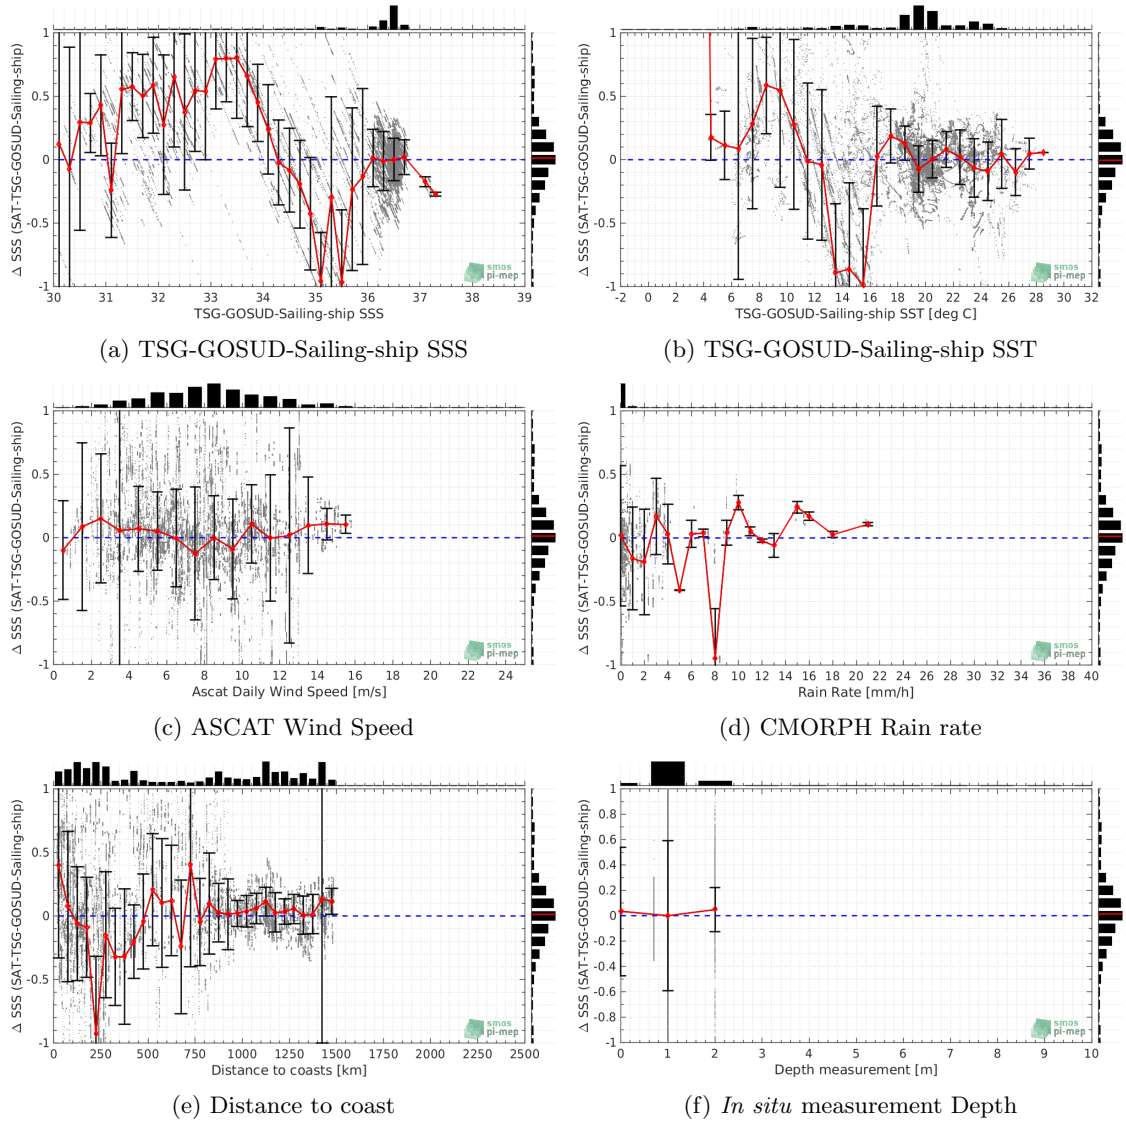 1
0.5
0
-0.5
-1
Δ SSS (SAT-TSG-GOSUD-Sailing-ship)
30 31 32 33 34 35 36 37 38 39
TSG-GOSUD-Sailing-ship SSS
smos
pi-mep
(a) TSG-GOSUD-Sailing-ship SSS
1
0.5
0
-0.5
-1
Δ SSS (SAT-TSG-GOSUD-Sailing-ship)
-2 0 2 4 6 8 10 12 14 16 18 20 22 24 26 28 30 32
TSG-GOSUD-Sailing-ship SST [deg C]
smos
pi-mep
(b) TSG-GOSUD-Sailing-ship SST
1
0.5
0
-0.5
-1
Δ SSS (SAT-TSG-GOSUD-Sailing-ship)
0 2 4 6 8 10 12 14 16 18 20 22 24
Ascat Daily Wind Speed [m/s]
smos
pi-mep
(c) ASCAT Wind Speed
1
0.5
0
-0.5
-1
Δ SSS (SAT-TSG-GOSUD-Sailing-ship)
0 2 4 6 8 10 12 14 16 18 20 22 24 26 28 30 32 34 36 38 40
Rain Rate [mm/h]
smos
pi-mep
(d) CMORPH Rain rate
1
0.5
0
-0.5
-1
Δ SSS (SAT-TSG-GOSUD-Sailing-ship)
0 250 500 750 1000 1250 1500 1750 2000 2250 2500
Distance to coasts [km]
smos
pi-mep
(e) Distance to coast
1
0.8
0.6
0.4
0.2
0
-0.2
-0.4
-0.6
-0.8
-1
Δ SSS (SAT-TSG-GOSUD-Sailing-ship)
0 1 2 3 4 5 6 7 8 9 10
Depth measurement [m]
smos
pi-mep
(f) In situ measurement Depth